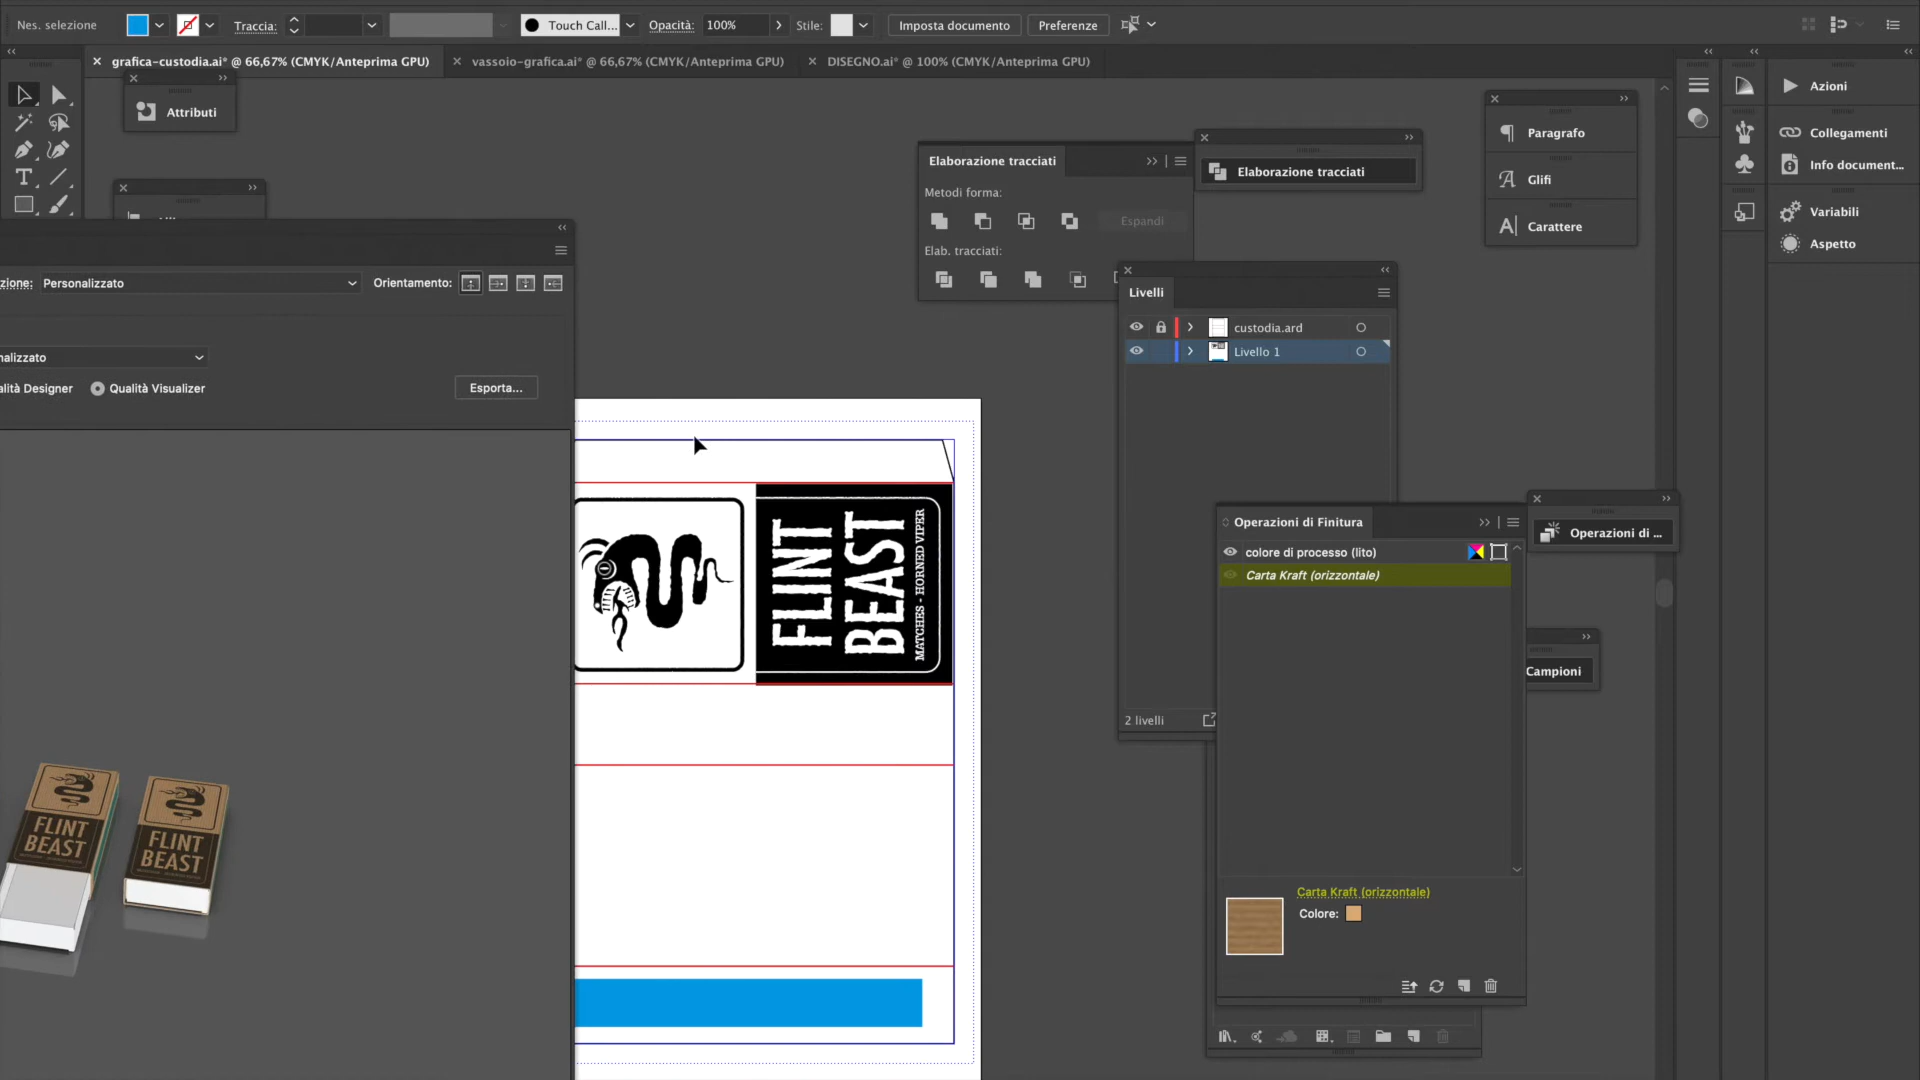 Nes. selezione
Traccia:
Touch Call...
Opacità:
100%
Stile:
Imposta documento
Preferenze
grafica-custodia.ai* @ 66,67% (CMYK/Anteprima GPU)
vassoio-grafica.ai* @ 66,67% (CMYK/Anteprima GPU)
DISEGNO.ai* @ 100% (CMYK/Anteprima GPU)
Attributi
Azioni
Collegamenti
Info document...
Variabili
Aspetto
Paragrafo
Glifi
Carattere
Elaborazione tracciati
Elaborazione tracciati
Metodi forma:
Espandi
Elab. tracciati:
zione:
Personalizzato
Orientamento:
nalizzato
alità Designer
Qualità Visualizer
Esporta...
Livelli
custodia.ard
Livello 1
2 livelli
Operazioni di Finitura
Operazioni di ...
colore di processo (lito)
Carta Kraft (orizzontale)
Campioni
Carta Kraft (orizzontale)
Colore:
FLINT
BEAST
MATCHES - HORNED VIPER
FLINT
BEAST
FLINT
BEAST